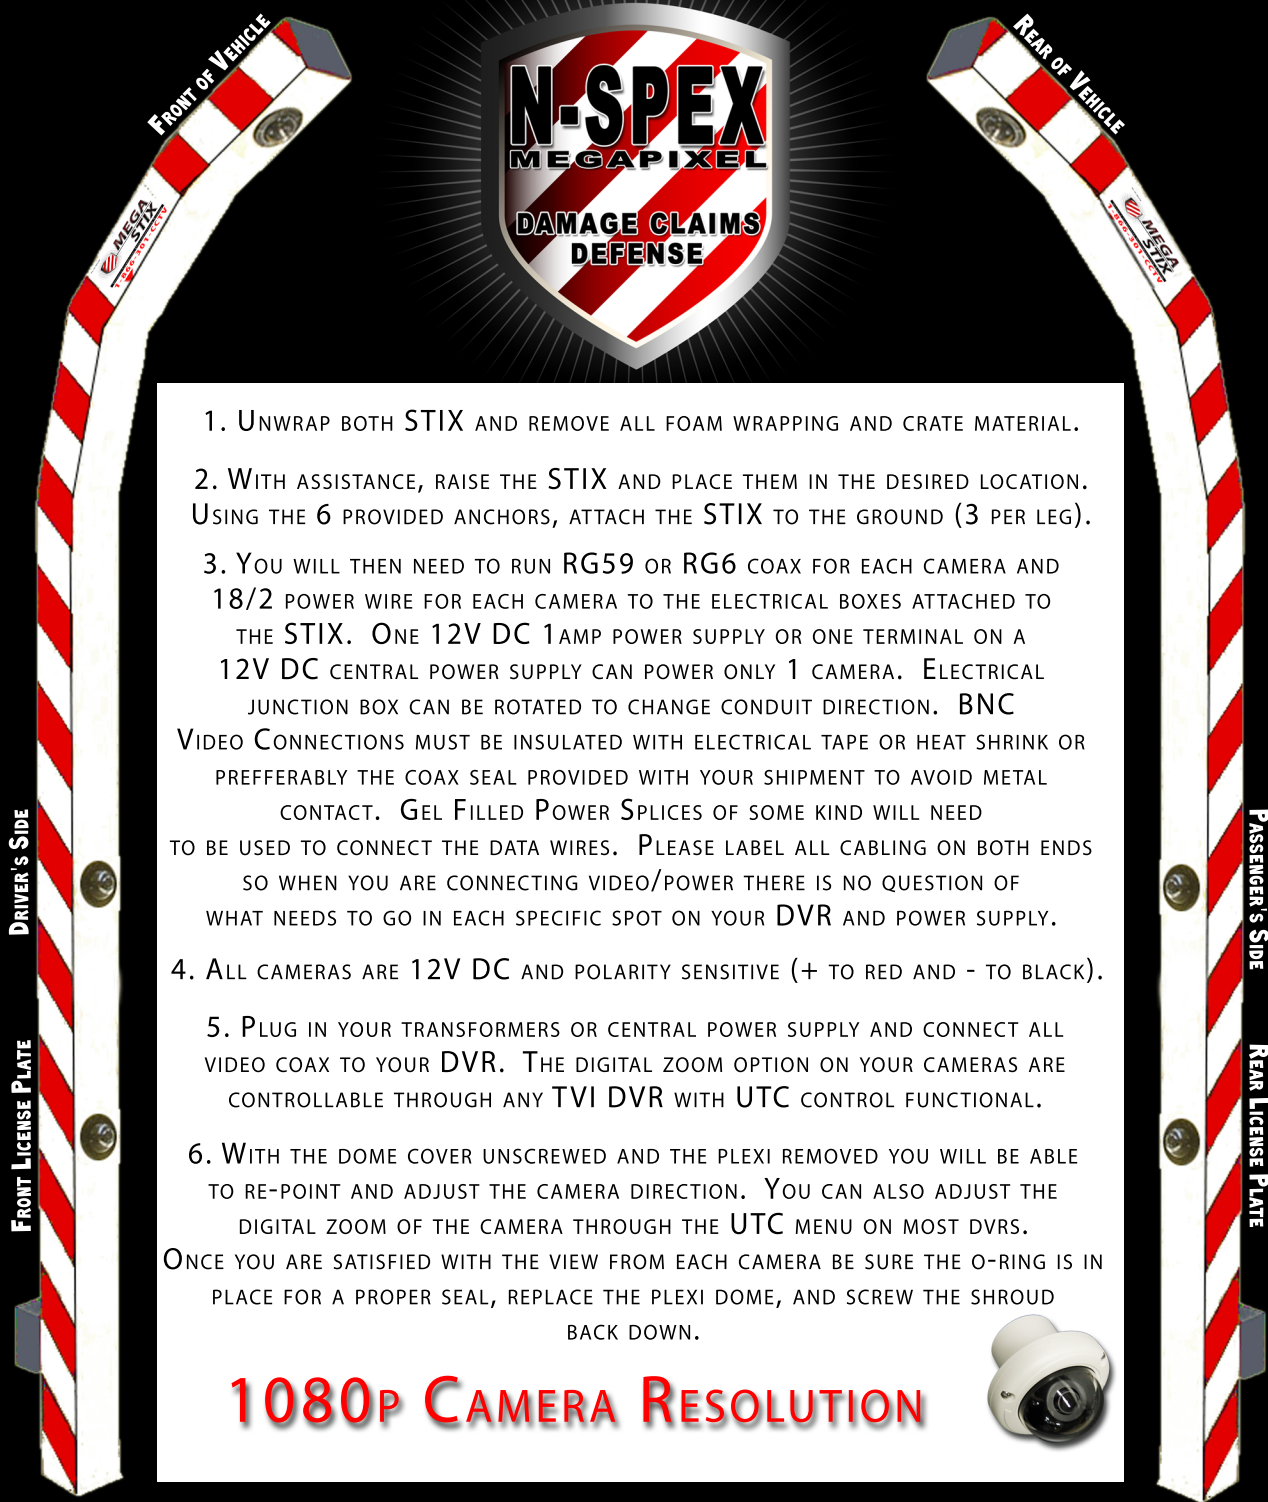 Front of Vehicle
Rear of Vehicle
N-SPEX
MEGAPIXEL
DAMAGE CLAIMS
DEFENSE
MEGA
STIX
1-866-301-CCTV
MEGA
STIX
1-866-301-CCTV
1. Unwrap both STIX and remove all foam wrapping and crate material.
2. With assistance, raise the STIX and place them in the desired location.
Using the 6 provided anchors, attach the STIX to the ground (3 per leg).
3. You will then need to run RG59 or RG6 coax for each camera and
18/2 power wire for each camera to the electrical boxes attached to
the STIX. One 12V DC 1amp power supply or one terminal on a
12V DC central power supply can power only 1 camera. Electrical
junction box can be rotated to change conduit direction. BNC
Video Connections must be insulated with electrical tape or heat shrink or
prefferably the coax seal provided with your shipment to avoid metal
contact. Gel Filled Power Splices of some kind will need
to be used to connect the data wires. Please label all cabling on both ends
so when you are connecting video/power there is no question of
what needs to go in each specific spot on your DVR and power supply.
4. All cameras are 12V DC and polarity sensitive (+ to red and - to black).
5. Plug in your transformers or central power supply and connect all
video coax to your DVR. The digital zoom option on your cameras are
controllable through any TVI DVR with UTC control functional.
6. With the dome cover unscrewed and the plexi removed you will be able
to re-point and adjust the camera direction. You can also adjust the
digital zoom of the camera through the UTC menu on most dvrs.
Once you are satisfied with the view from each camera be sure the o-ring is in
place for a proper seal, replace the plexi dome, and screw the shroud
back down.
1080p Camera Resolution
Driver's Side
Front License Plate
Passenger's Side
Rear License Plate